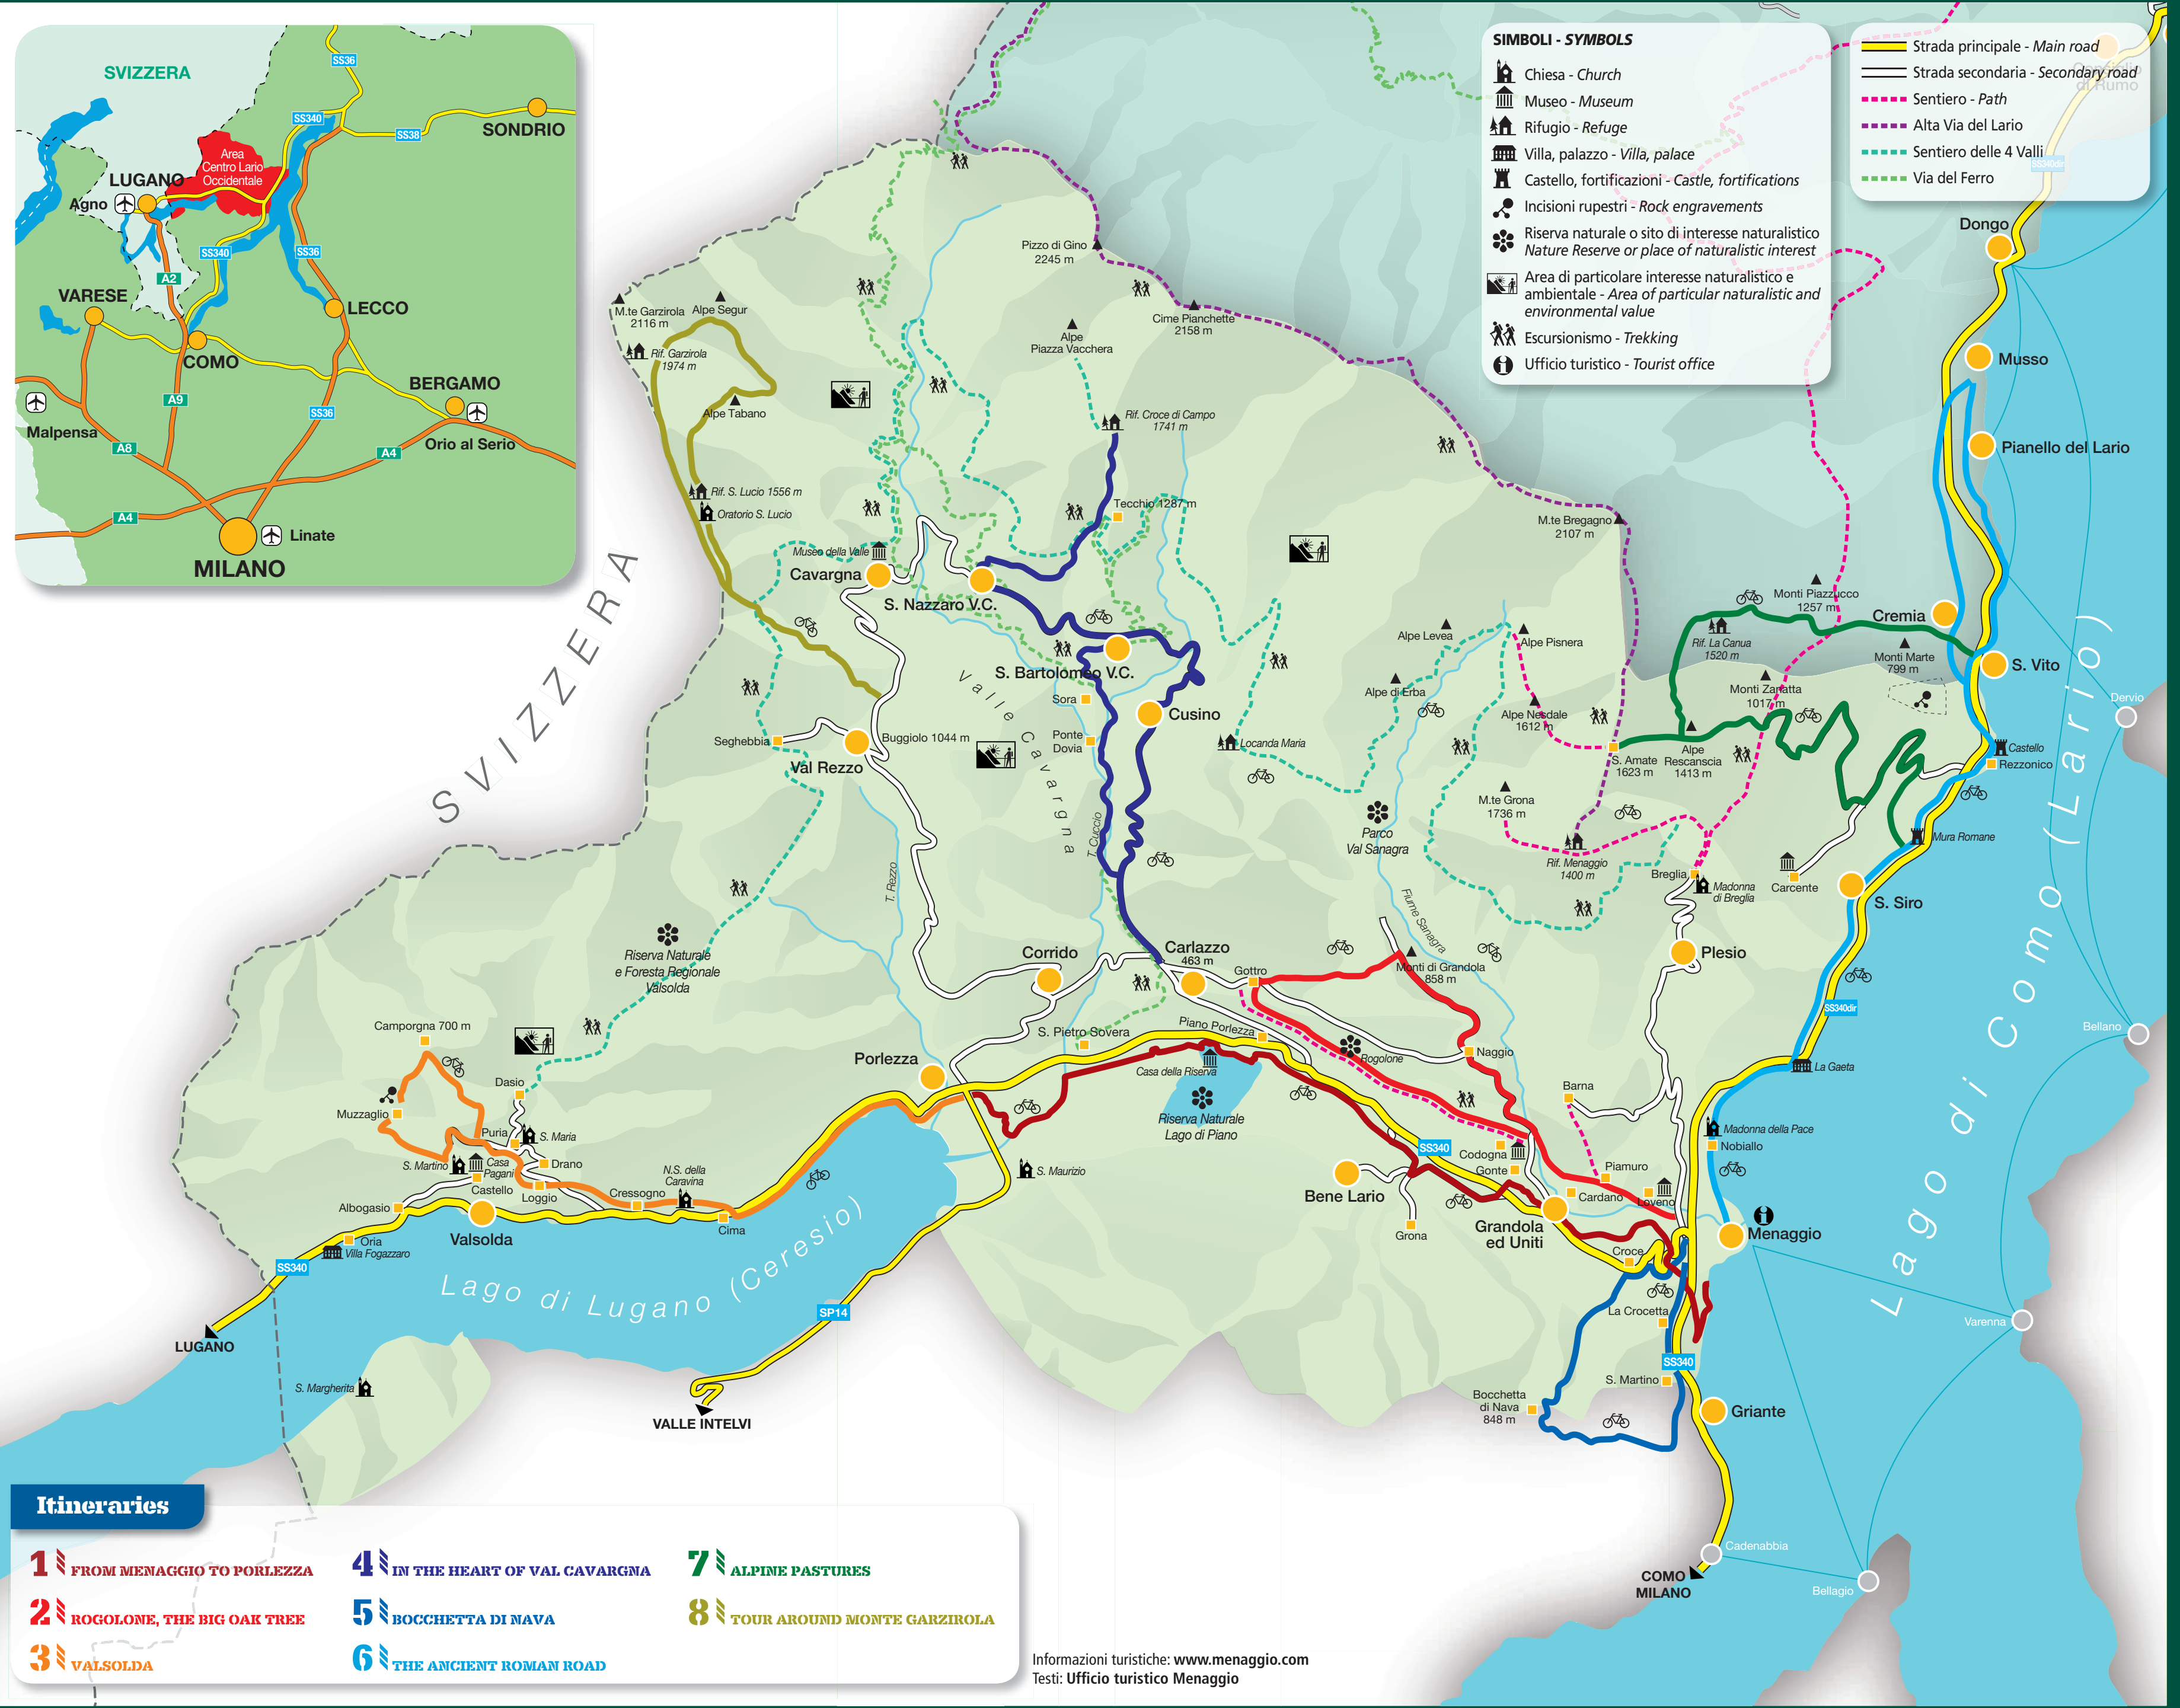 SVIZZERA
SS36
SS340
SS38
SONDRIO
Area
Centro Lario
Occidentale
LUGANO
Agno
SS340
SS36
A2
VARESE
LECCO
COMO
BERGAMO
A9
SS36
Malpensa
Orio al Serio
A8
A4
A4
Linate
MILANO
SIMBOLI - SYMBOLS
Chiesa - Church
Museo - Museum
Rifugio - Refuge
Villa, palazzo - Villa, palace
Castello, fortificazioni - Castle, fortifications
Incisioni rupestri - Rock engravements
Riserva naturale o sito di interesse naturalistico
Nature Reserve or place of naturalistic interest
Area di particolare interesse naturalistico e
ambientale - Area of particular naturalistic and
environmental value
Escursionismo - Trekking
Ufficio turistico - Tourist office
Strada principale - Main road
Strada secondaria - Secondary road
Sentiero - Path
Alta Via del Lario
Sentiero delle 4 Valli
Via del Ferro
di Rumo
SS340dir
Dongo
Musso
Pianello del Lario
Pizzo di Gino
2245 m
Cime Pianchette
2158 m
M.te Garzirola
2116 m
Alpe Segur
Rif. Garzirola
1974 m
Alpe Tabano
Alpe
Piazza Vacchera
Rif. Croce di Campo
1741 m
Rif. S. Lucio 1556 m
Oratorio S. Lucio
Tecchio 1287 m
M.te Bregagno
2107 m
Museo della Valle
Cavargna
S. Nazzaro V.C.
SVIZZERA
Monti Piazzucco
1257 m
Cremia
Rif. La Canua
1520 m
Monti Marte
799 m
S. Vito
Alpe Levea
Alpe Pisnera
S. Bartolomeo V.C.
Valle Cavargna
Sora
Cusino
Alpe di Erba
Monti Zanatta
1017 m
Dervio
Alpe Nesdale
1612 m
Seghebbia
Buggiolo 1044 m
Val Rezzo
Ponte
Dovia
Locanda Maria
S. Amate
1623 m
Alpe
Rescanscia
1413 m
Castello
Rezzonico
M.te Grona
1736 m
Parco
Val Sanagra
T. Cuccio
T. Rezzo
Mura Romane
Rif. Menaggio
1400 m
Breglia
Madonna
di Breglia
Carcente
S. Siro
Fiume Sanagra
Riserva Naturale
e Foresta Regionale
Valsolda
Corrido
Carlazzo
463 m
Gottro
Monti di Grandola
858 m
Plesio
SS340dir
Camporgna 700 m
S. Pietro Sovera
Piano Porlezza
Bellano
Porlezza
Casa della Riserva
Rogolone
Naggio
La Gaeta
Dasio
Muzzaglio
Riserva Naturale
Lago di Piano
Barna
Puria
S. Maria
Madonna della Pace
Nobiallo
S. Martino
Casa
Pagani
Drano
N.S. della
Caravina
S. Maurizio
SS340
Codogna
Gonte
Piamuro
Castello
Loggio
Cressogno
Bene Lario
Cardano
Loveno
Albogasio
Cima
Oria
Villa Fogazzaro
Valsolda
Grona
Grandola
ed Uniti
Menaggio
Croce
SS340
Lago di Lugano (Ceresio)
Lago di Como (Lario)
SP14
La Crocetta
Varenna
LUGANO
SS340
S. Margherita
VALLE INTELVI
S. Martino
Bocchetta
di Nava
848 m
Griante
Cadenabbia
COMO
MILANO
Bellagio
Itineraries
1 FROM MENAGGIO TO PORLEZZA
2 ROGOLONE, THE BIG OAK TREE
3 VALSOLDA
4 IN THE HEART OF VAL CAVARGNA
5 BOCCHETTA DI NAVA
6 THE ANCIENT ROMAN ROAD
7 ALPINE PASTURES
8 TOUR AROUND MONTE GARZIROLA
Informazioni turistiche: www.menaggio.com
Testi: Ufficio turistico Menaggio